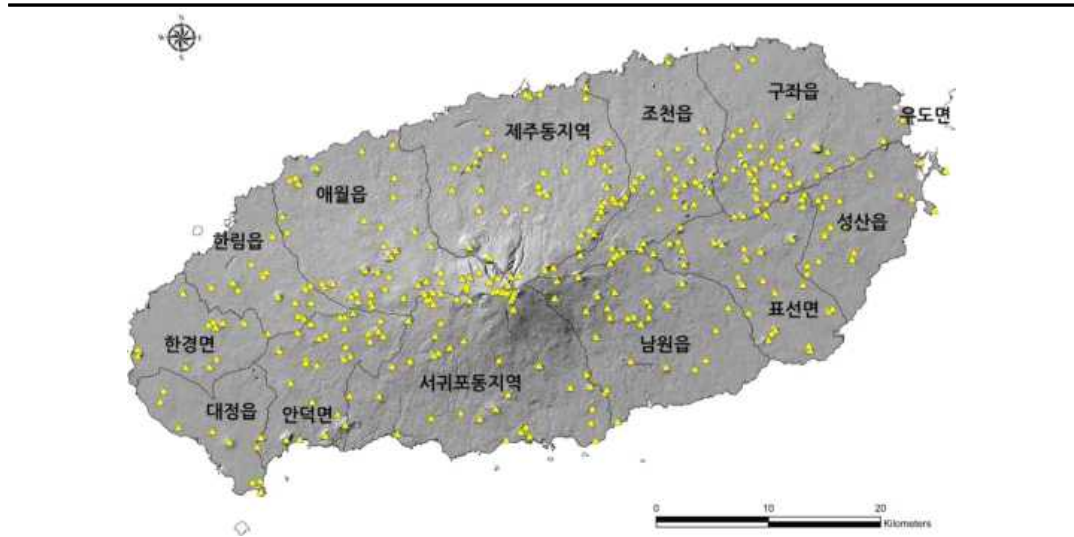 구좌읍
조천읍
우도면
제주동지역
애월읍
성산읍
한림읍
표선면
한경면
남원읍
서귀포동지역
대정읍
안덕면
0 10 20
Kilometers